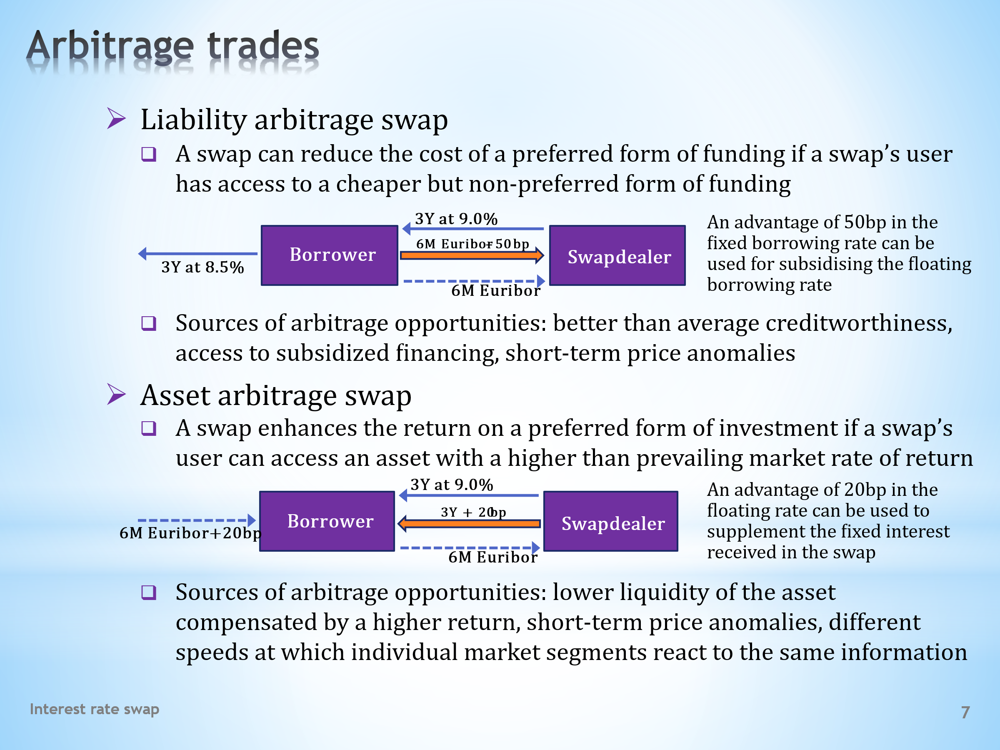 Arbitrage trades
Liability arbitrage swap
A swap can reduce the cost of a preferred form of funding if a swap’s user
has access to a cheaper but non-preferred form of funding
3Y at 9.0%
6M Euribor - 50bp
Borrower
Swapdealer
3Y at 8.5%
6M Euribor
An advantage of 50bp in the
fixed borrowing rate can be
used for subsidising the floating
borrowing rate
Sources of arbitrage opportunities: better than average creditworthiness,
access to subsidized financing, short-term price anomalies
Asset arbitrage swap
A swap enhances the return on a preferred form of investment if a swap’s
user can access an asset with a higher than prevailing market rate of return
3Y at 9.0%
3Y + 20bp
Borrower
Swapdealer
6M Euribor+20bp
6M Euribor
An advantage of 20bp in the
floating rate can be used to
supplement the fixed interest
received in the swap
Sources of arbitrage opportunities: lower liquidity of the asset
compensated by a higher return, short-term price anomalies, different
speeds at which individual market segments react to the same information
Interest rate swap
7